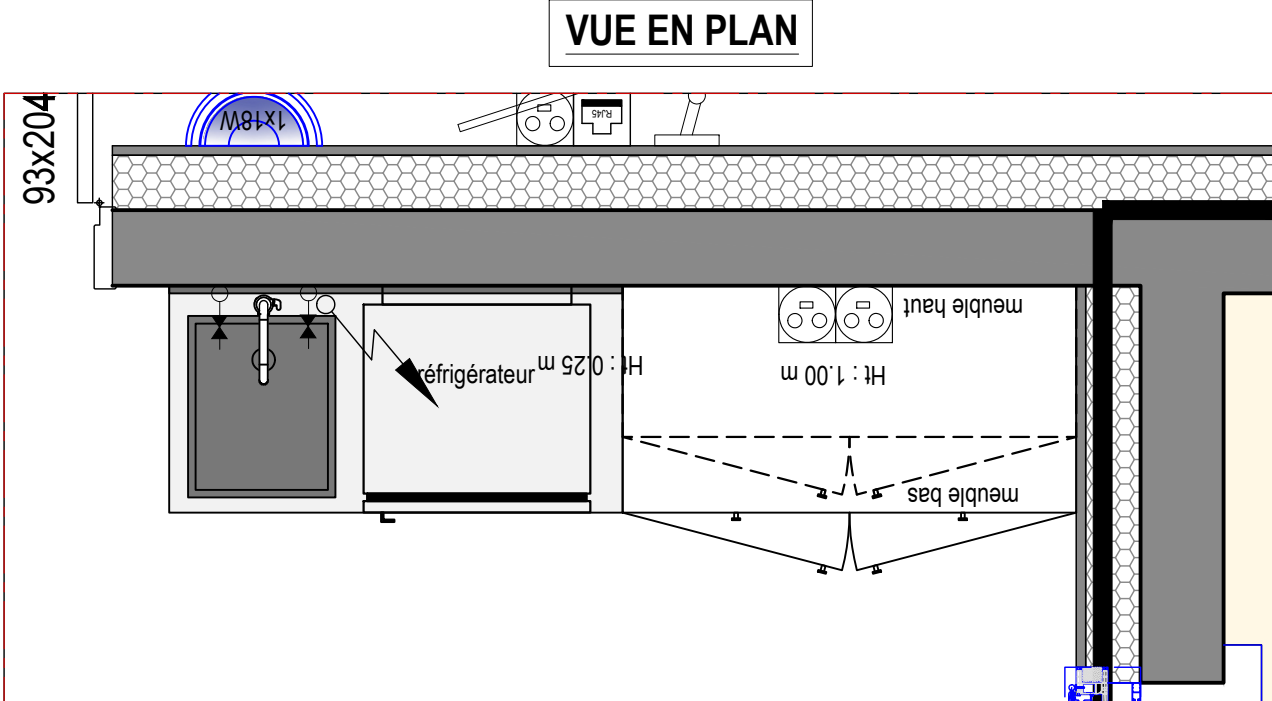 VUE EN PLAN
93x204
1x18W
RJ45
meuble haut
réfrigérateur
Ht : 0.25 m
Ht : 1.00 m
meuble bas